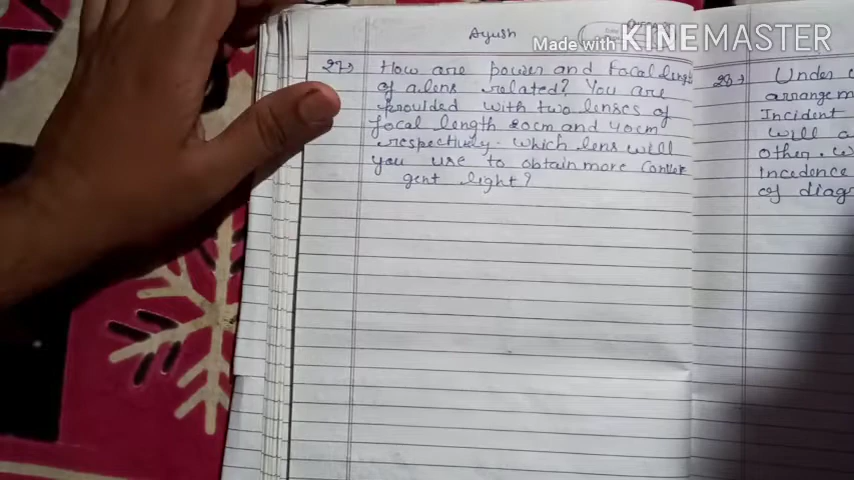 Ayush
Made with KINEMASTER
27) How are power and focal length
of a lens related? You are
provided with two lenses of
focal length 20cm and 40cm
respectively. which lens will
you use to obtain more Conver
gent light?
Under
arrangem
Incident
will a
other. w
Incedence
of diag